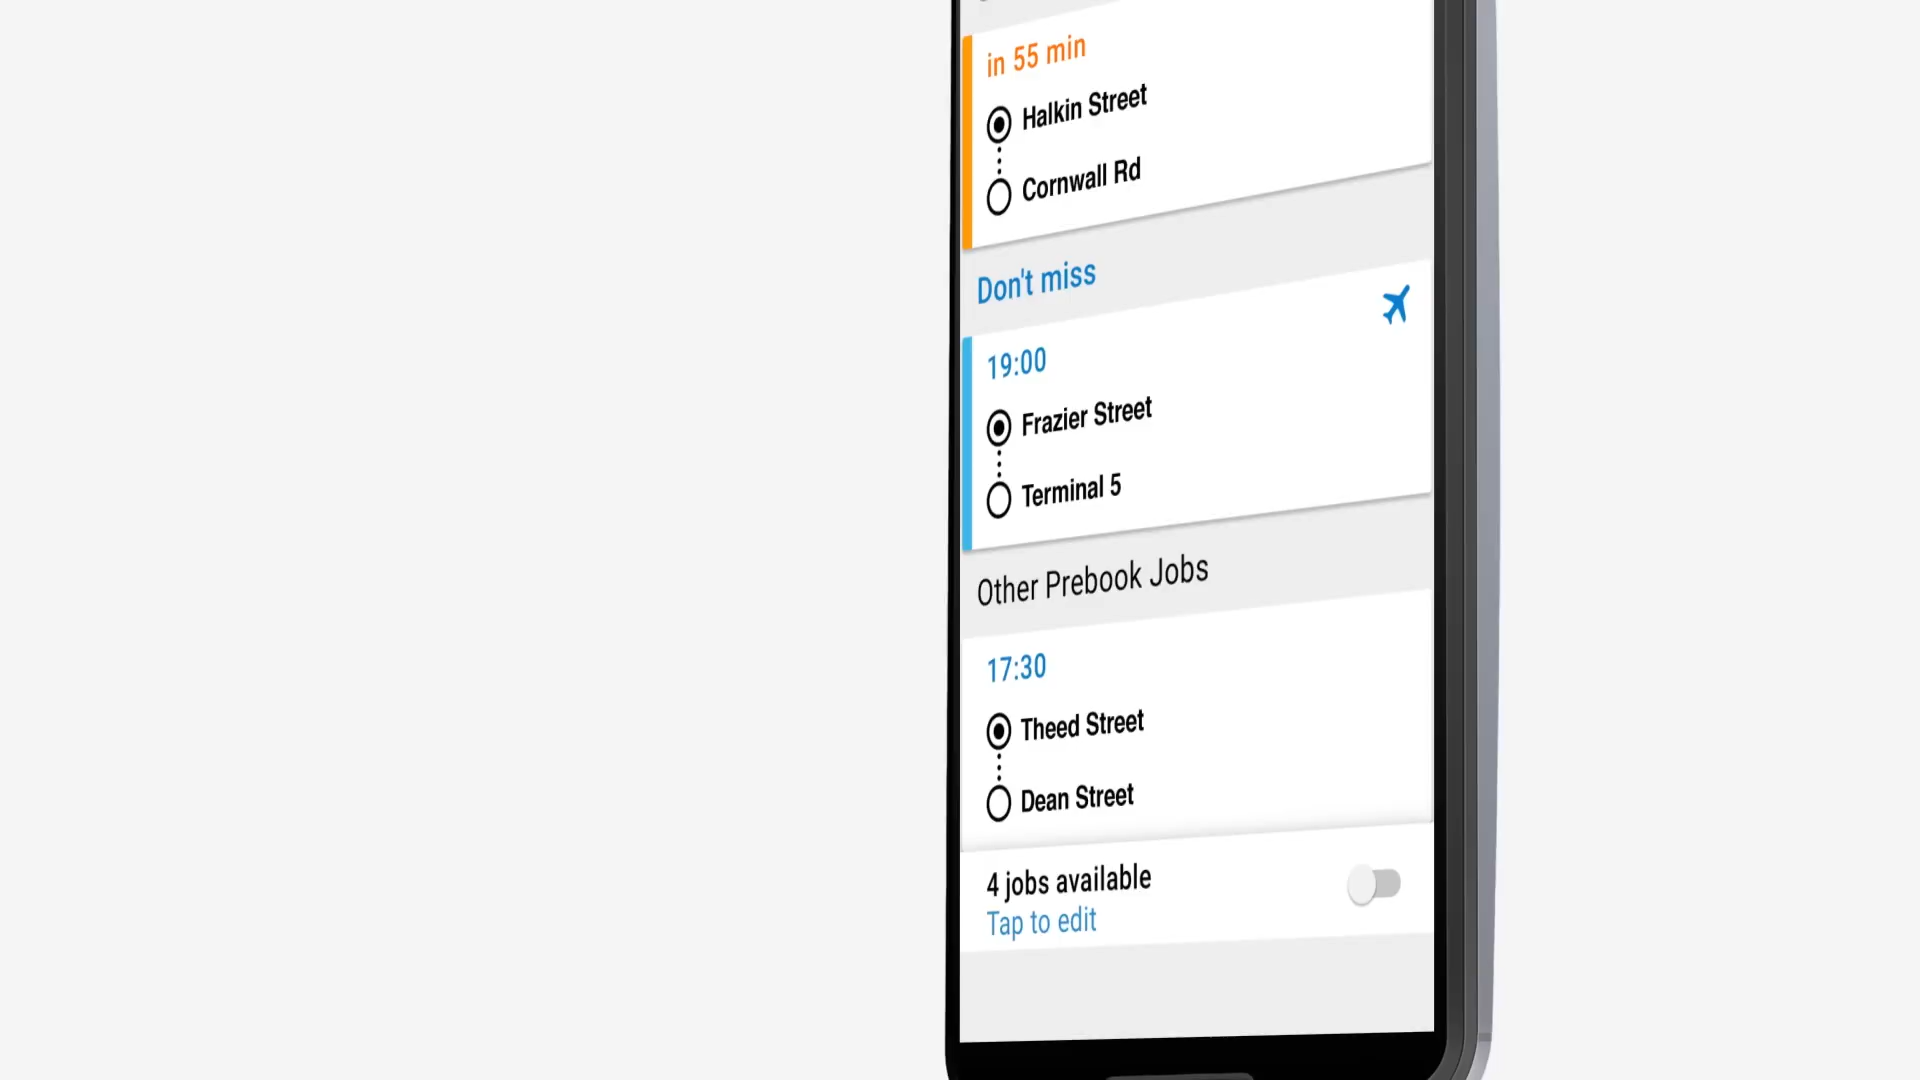 in 55 min
Halkin Street
Cornwall Rd
Don't miss
19:00
Frazier Street
Terminal 5
Other Prebook Jobs
17:30
Theed Street
Dean Street
4 jobs available
Tap to edit